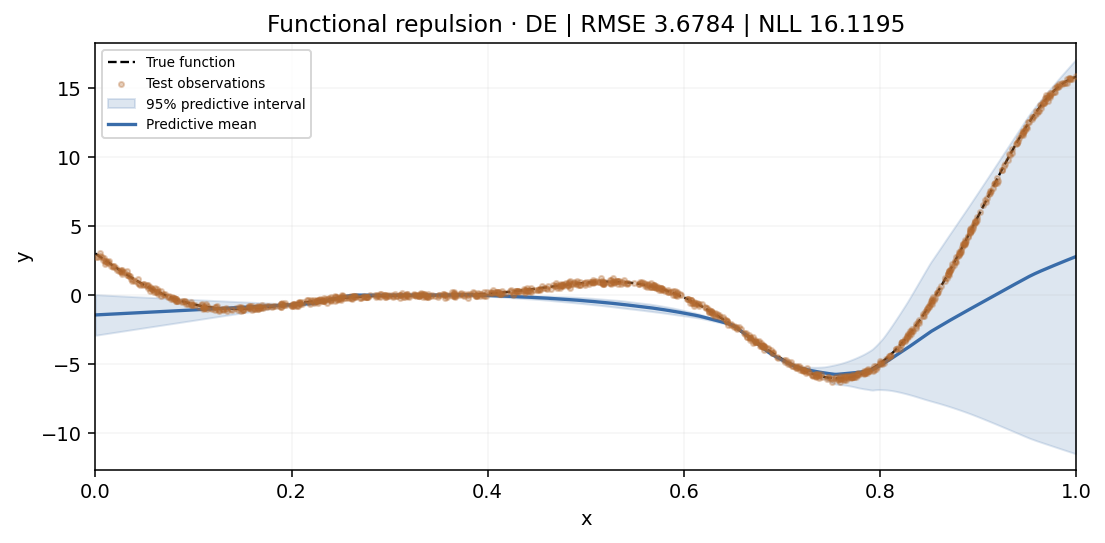 Functional repulsion · DE | RMSE 3.6784 | NLL 16.1195
True function
Test observations
95% predictive interval
Predictive mean
y
15
10
5
0
−5
−10
0.0 0.2 0.4 0.6 0.8 1.0
x